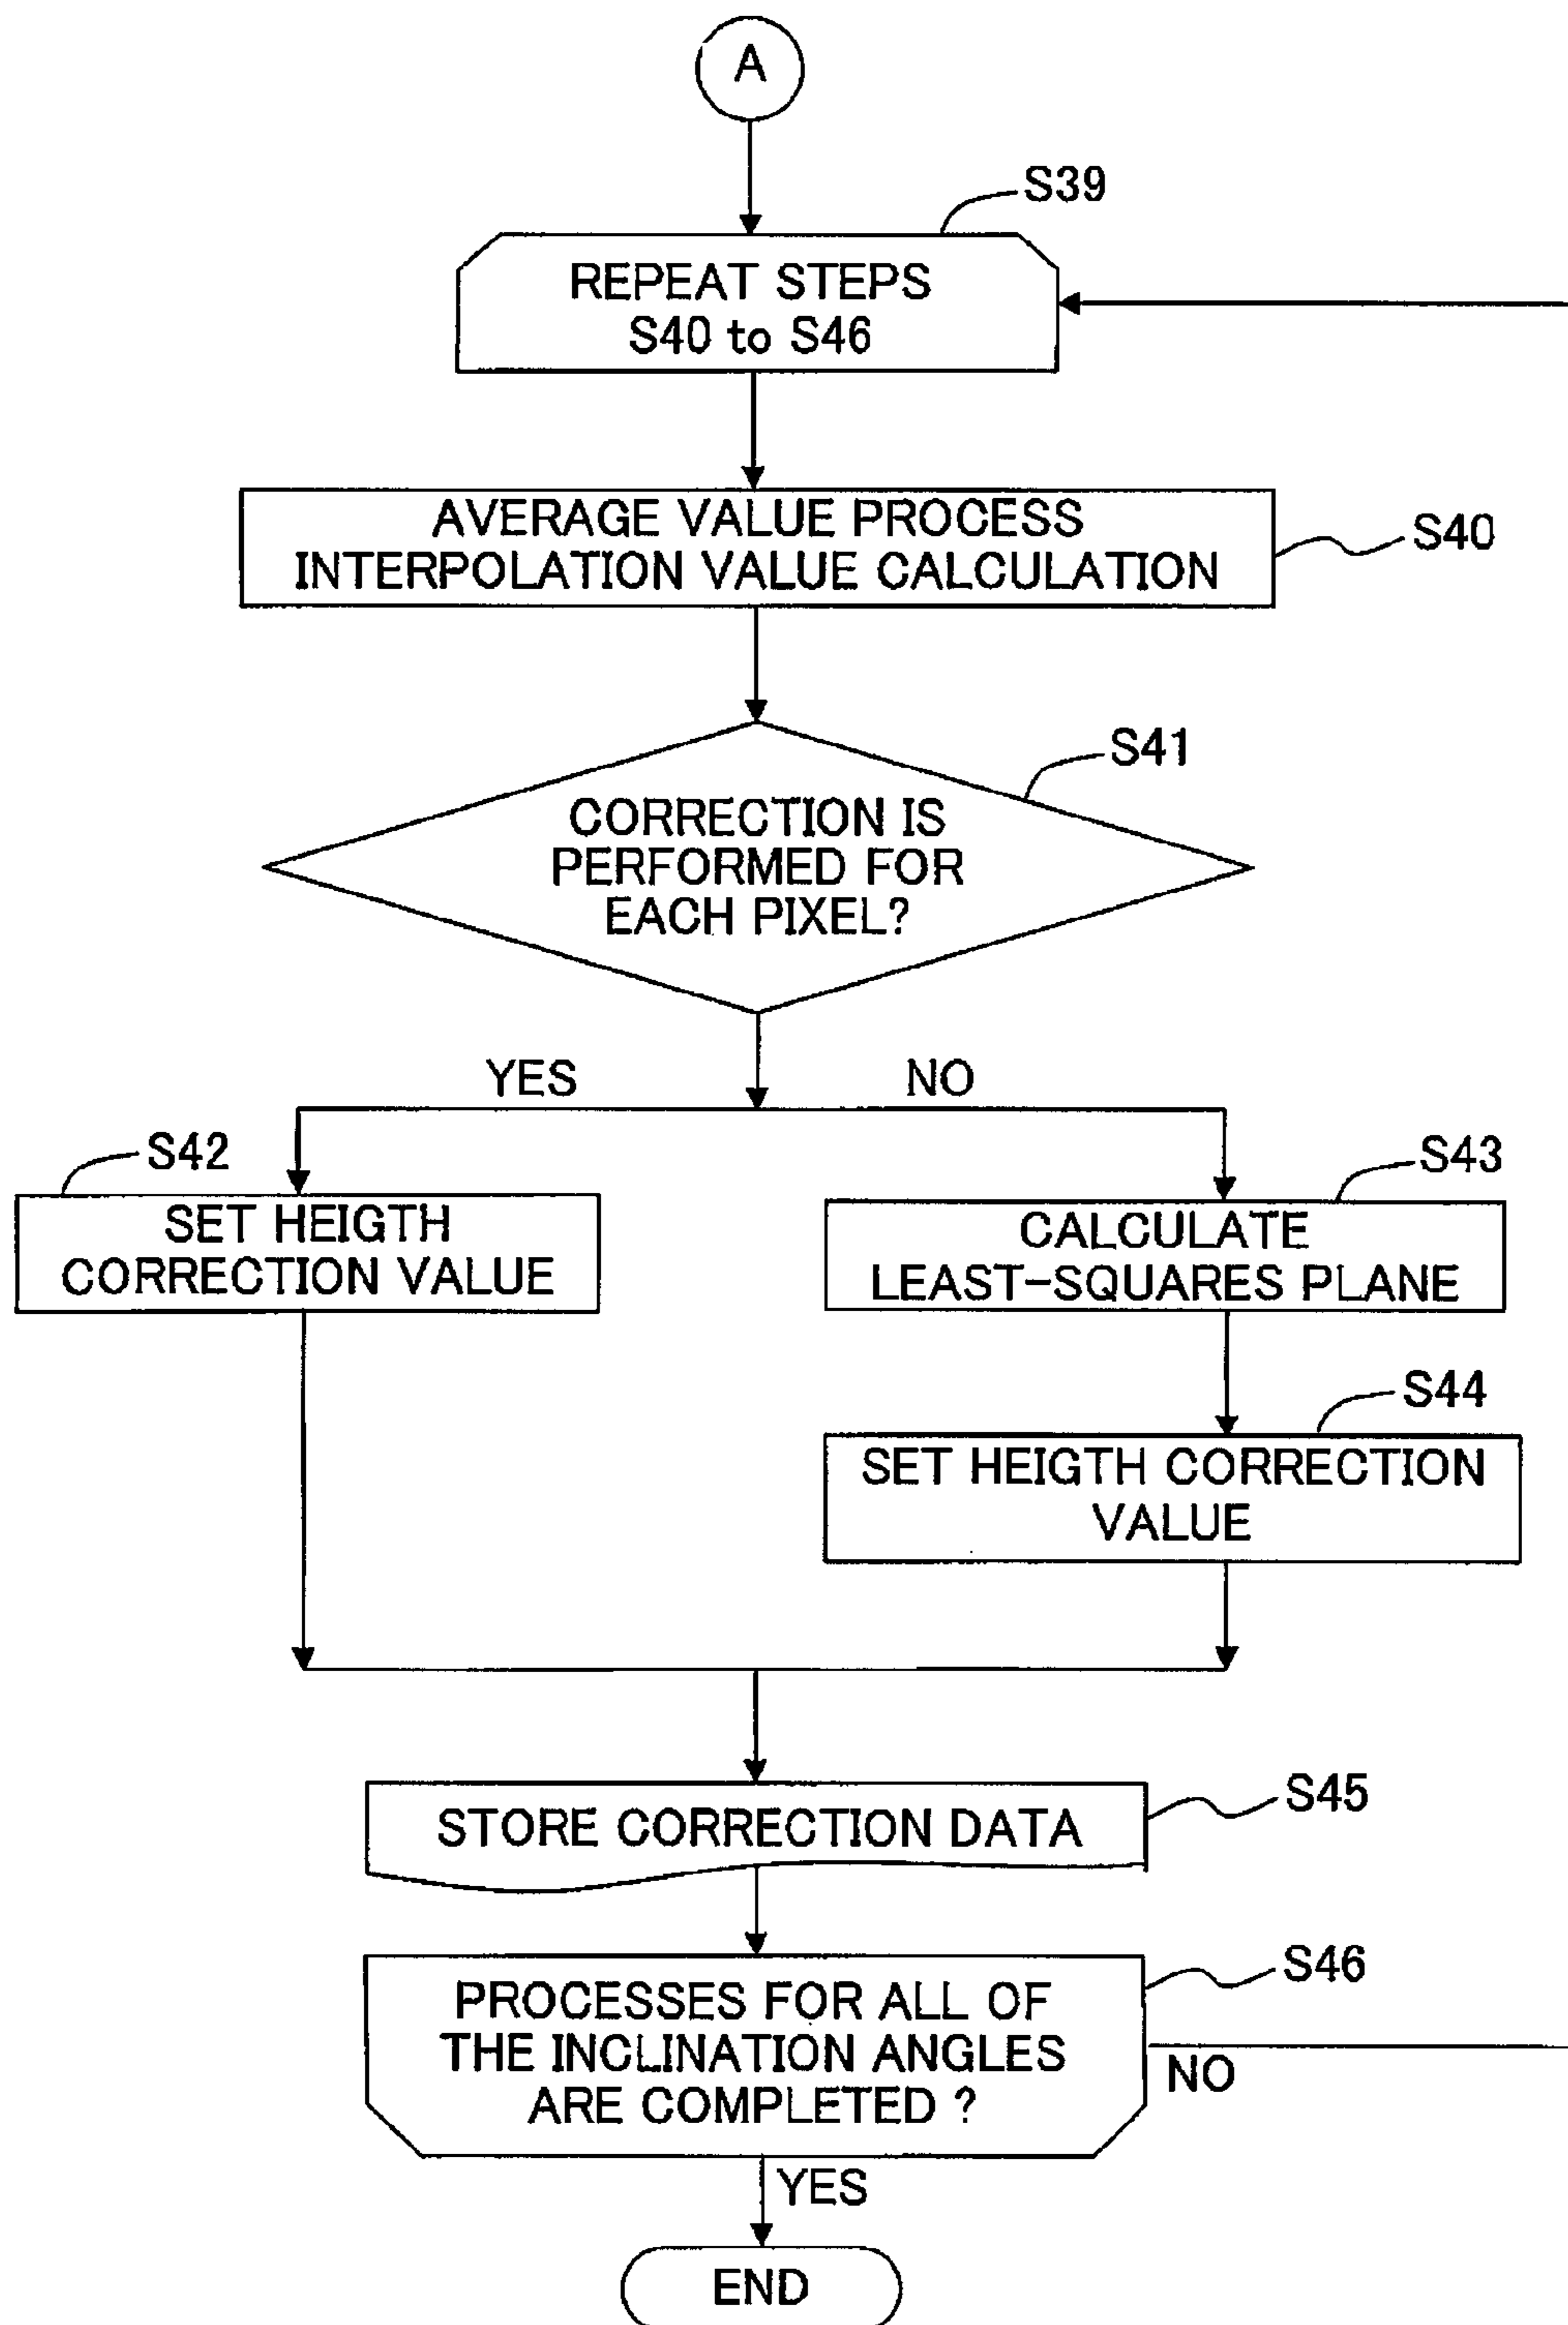 A
S39
REPEAT STEPS
S40 to S46
AVERAGE VALUE PROCESS
INTERPOLATION VALUE CALCULATION
S40
S41
CORRECTION IS
PERFORMED FOR
EACH PIXEL?
YES
NO
S42
SET HEIGTH
CORRECTION VALUE
S43
CALCULATE
LEAST-SQUARES PLANE
S44
SET HEIGTH CORRECTION
VALUE
S45
STORE CORRECTION DATA
S46
PROCESSES FOR ALL OF
THE INCLINATION ANGLES
ARE COMPLETED ?
NO
YES
END